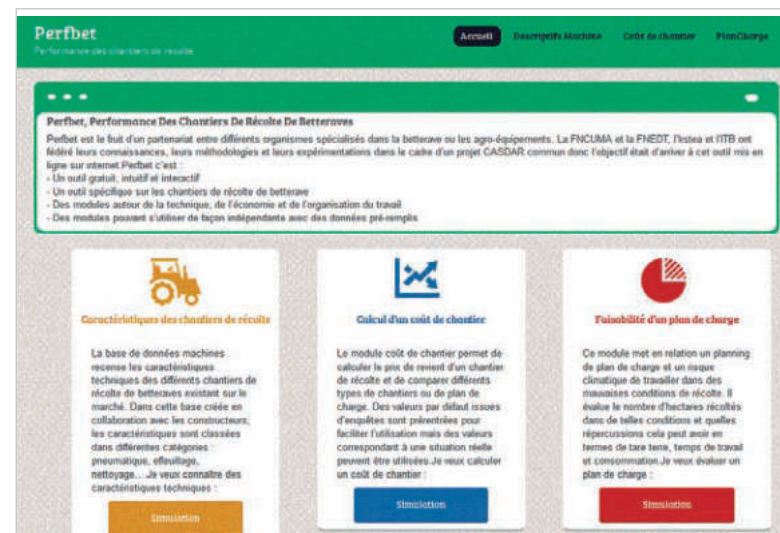 Perfbet
Performance des chantiers de récolte
Accueil
Descriptifs Machine
Coût de chantier
PlanCharge
Perfbet, Performance Des Chantiers De Récolte De Betteraves
Perfbet est le fruit d'un partenariat entre différents organismes spécialisés dans la betterave ou les agro-équipements. La FNCUMA et la FNEDT, l'Irstea et l'ITB ont
fédéré leurs connaissances, leurs méthodologies et leurs expérimentations dans le cadre d'un projet CASDAR commun donc l'objectif était d'arriver à cet outil mis en
ligne sur internet.Perfbet c'est :
- Un outil gratuit, intuitif et interactif
- Un outil spécifique sur les chantiers de récolte de betterave
- Des modules autour de la technique, de l'économie et de l'organisation du travail
- Des modules pouvant s'utiliser de façon indépendante avec des données pré-remplis
Caractéristiques des chantiers de récolte
La base de données machines
recense les caractéristiques
techniques des différents chantiers de
récolte de betteraves existant sur le
marché. Dans cette base créée en
collaboration avec les constructeurs,
les caractéristiques sont classées
dans différentes catégories :
pneumatique, effeuillage,
nettoyage... Je veux connaître des
caractéristiques techniques :
Simulation
Calcul d'un coût de chantier
Le module coût de chantier permet de
calculer le prix de revient d'un chantier
de récolte et de comparer différents
types de chantiers ou de plan de
charge. Des valeurs par défaut issues
d'enquêtes sont prérentrées pour
faciliter l'utilisation mais des valeurs
correspondant à une situation réelle
peuvent être utilisées.Je veux calculer
un coût de chantier :
Simulation
Faisabilité d'un plan de charge
Ce module met en relation un planning
de plan de charge et un risque
climatique de travailler dans des
mauvaises conditions de récolte. Il
évalue le nombre d'hectares récoltés
dans de telles conditions et quelles
répercussions cela peut avoir en
termes de tare terre, temps de travail
et consommation.Je veux évaluer un
plan de charge :
Simulation